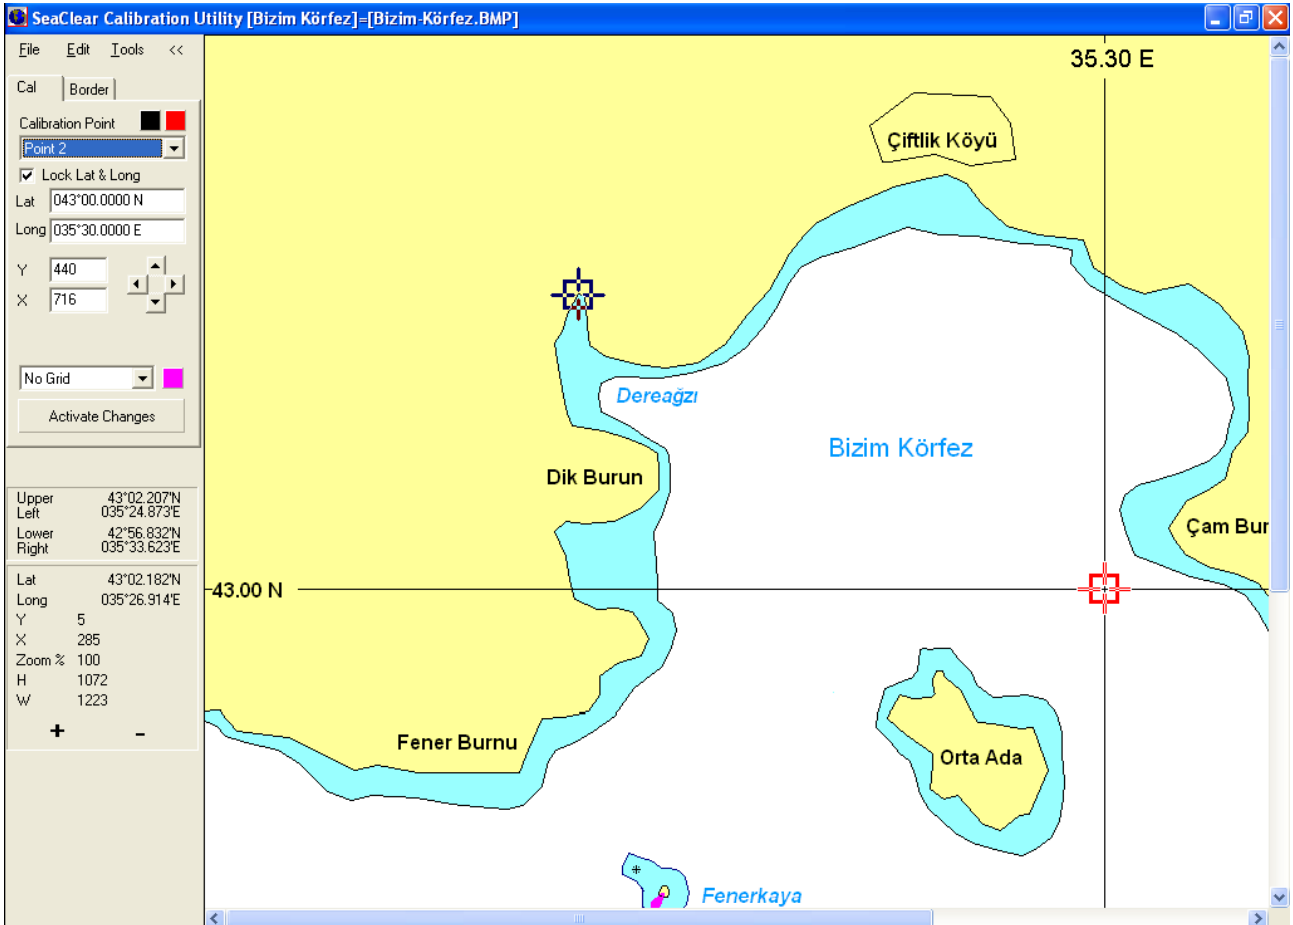 SeaClear Calibration Utility [Bizim Körfez]=[Bizim-Körfez.BMP]
File Edit Tools <<
Cal Border
Calibration Point
Point 2
Lock Lat & Long
Lat 043°00.0000 N
Long 035°30.0000 E
Y 440
X 716
No Grid
Activate Changes
Upper Left 43°02.207'N 035°24.873'E
Lower Right 42°56.832'N 035°33.623'E
Lat 43°02.182'N
Long 035°26.914'E
Y 5
X 285
Zoom % 100
H 1072
W 1223
+ -
35.30 E
Çiftlik Köyü
Dereağzı
Bizim Körfez
Dik Burun
Çam Bur
43.00 N
Fener Burnu
Orta Ada
Fenerkaya